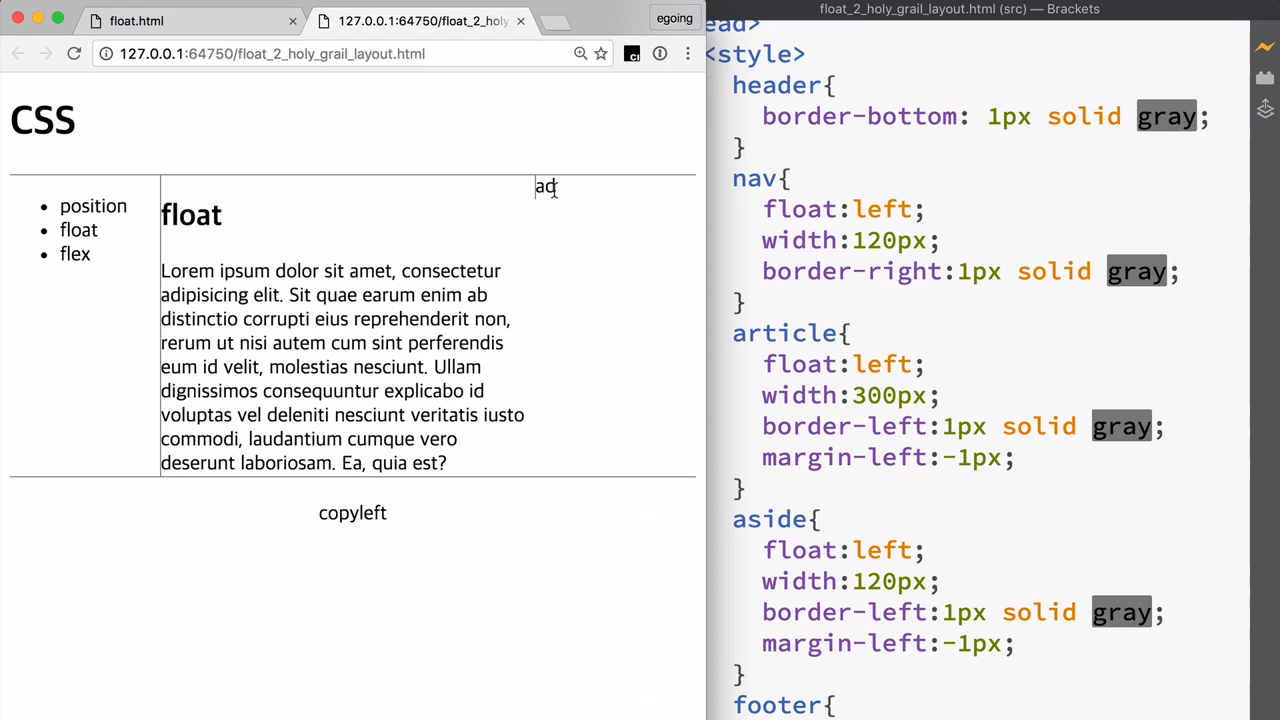 float.html
127.0.0.1:64750/float_2_holy
egoing
127.0.0.1:64750/float_2_holy_grail_layout.html
CSS
position
float
flex
float
Lorem ipsum dolor sit amet, consectetur
adipisicing elit. Sit quae earum enim ab
distinctio corrupti eius reprehenderit non,
rerum ut nisi autem cum sint perferendis
eum id velit, molestias nesciunt. Ullam
dignissimos consequuntur explicabo id
voluptas vel deleniti nesciunt veritatis iusto
commodi, laudantium cumque vero
deserunt laboriosam. Ea, quia est?
ad
copyleft
float_2_holy_grail_layout.html (src) — Brackets
ead>
<style>
header{
border-bottom: 1px solid gray;
}
nav{
float:left;
width:120px;
border-right:1px solid gray;
}
article{
float:left;
width:300px;
border-left:1px solid gray;
margin-left:-1px;
}
aside{
float:left;
width:120px;
border-left:1px solid gray;
margin-left:-1px;
}
footer{